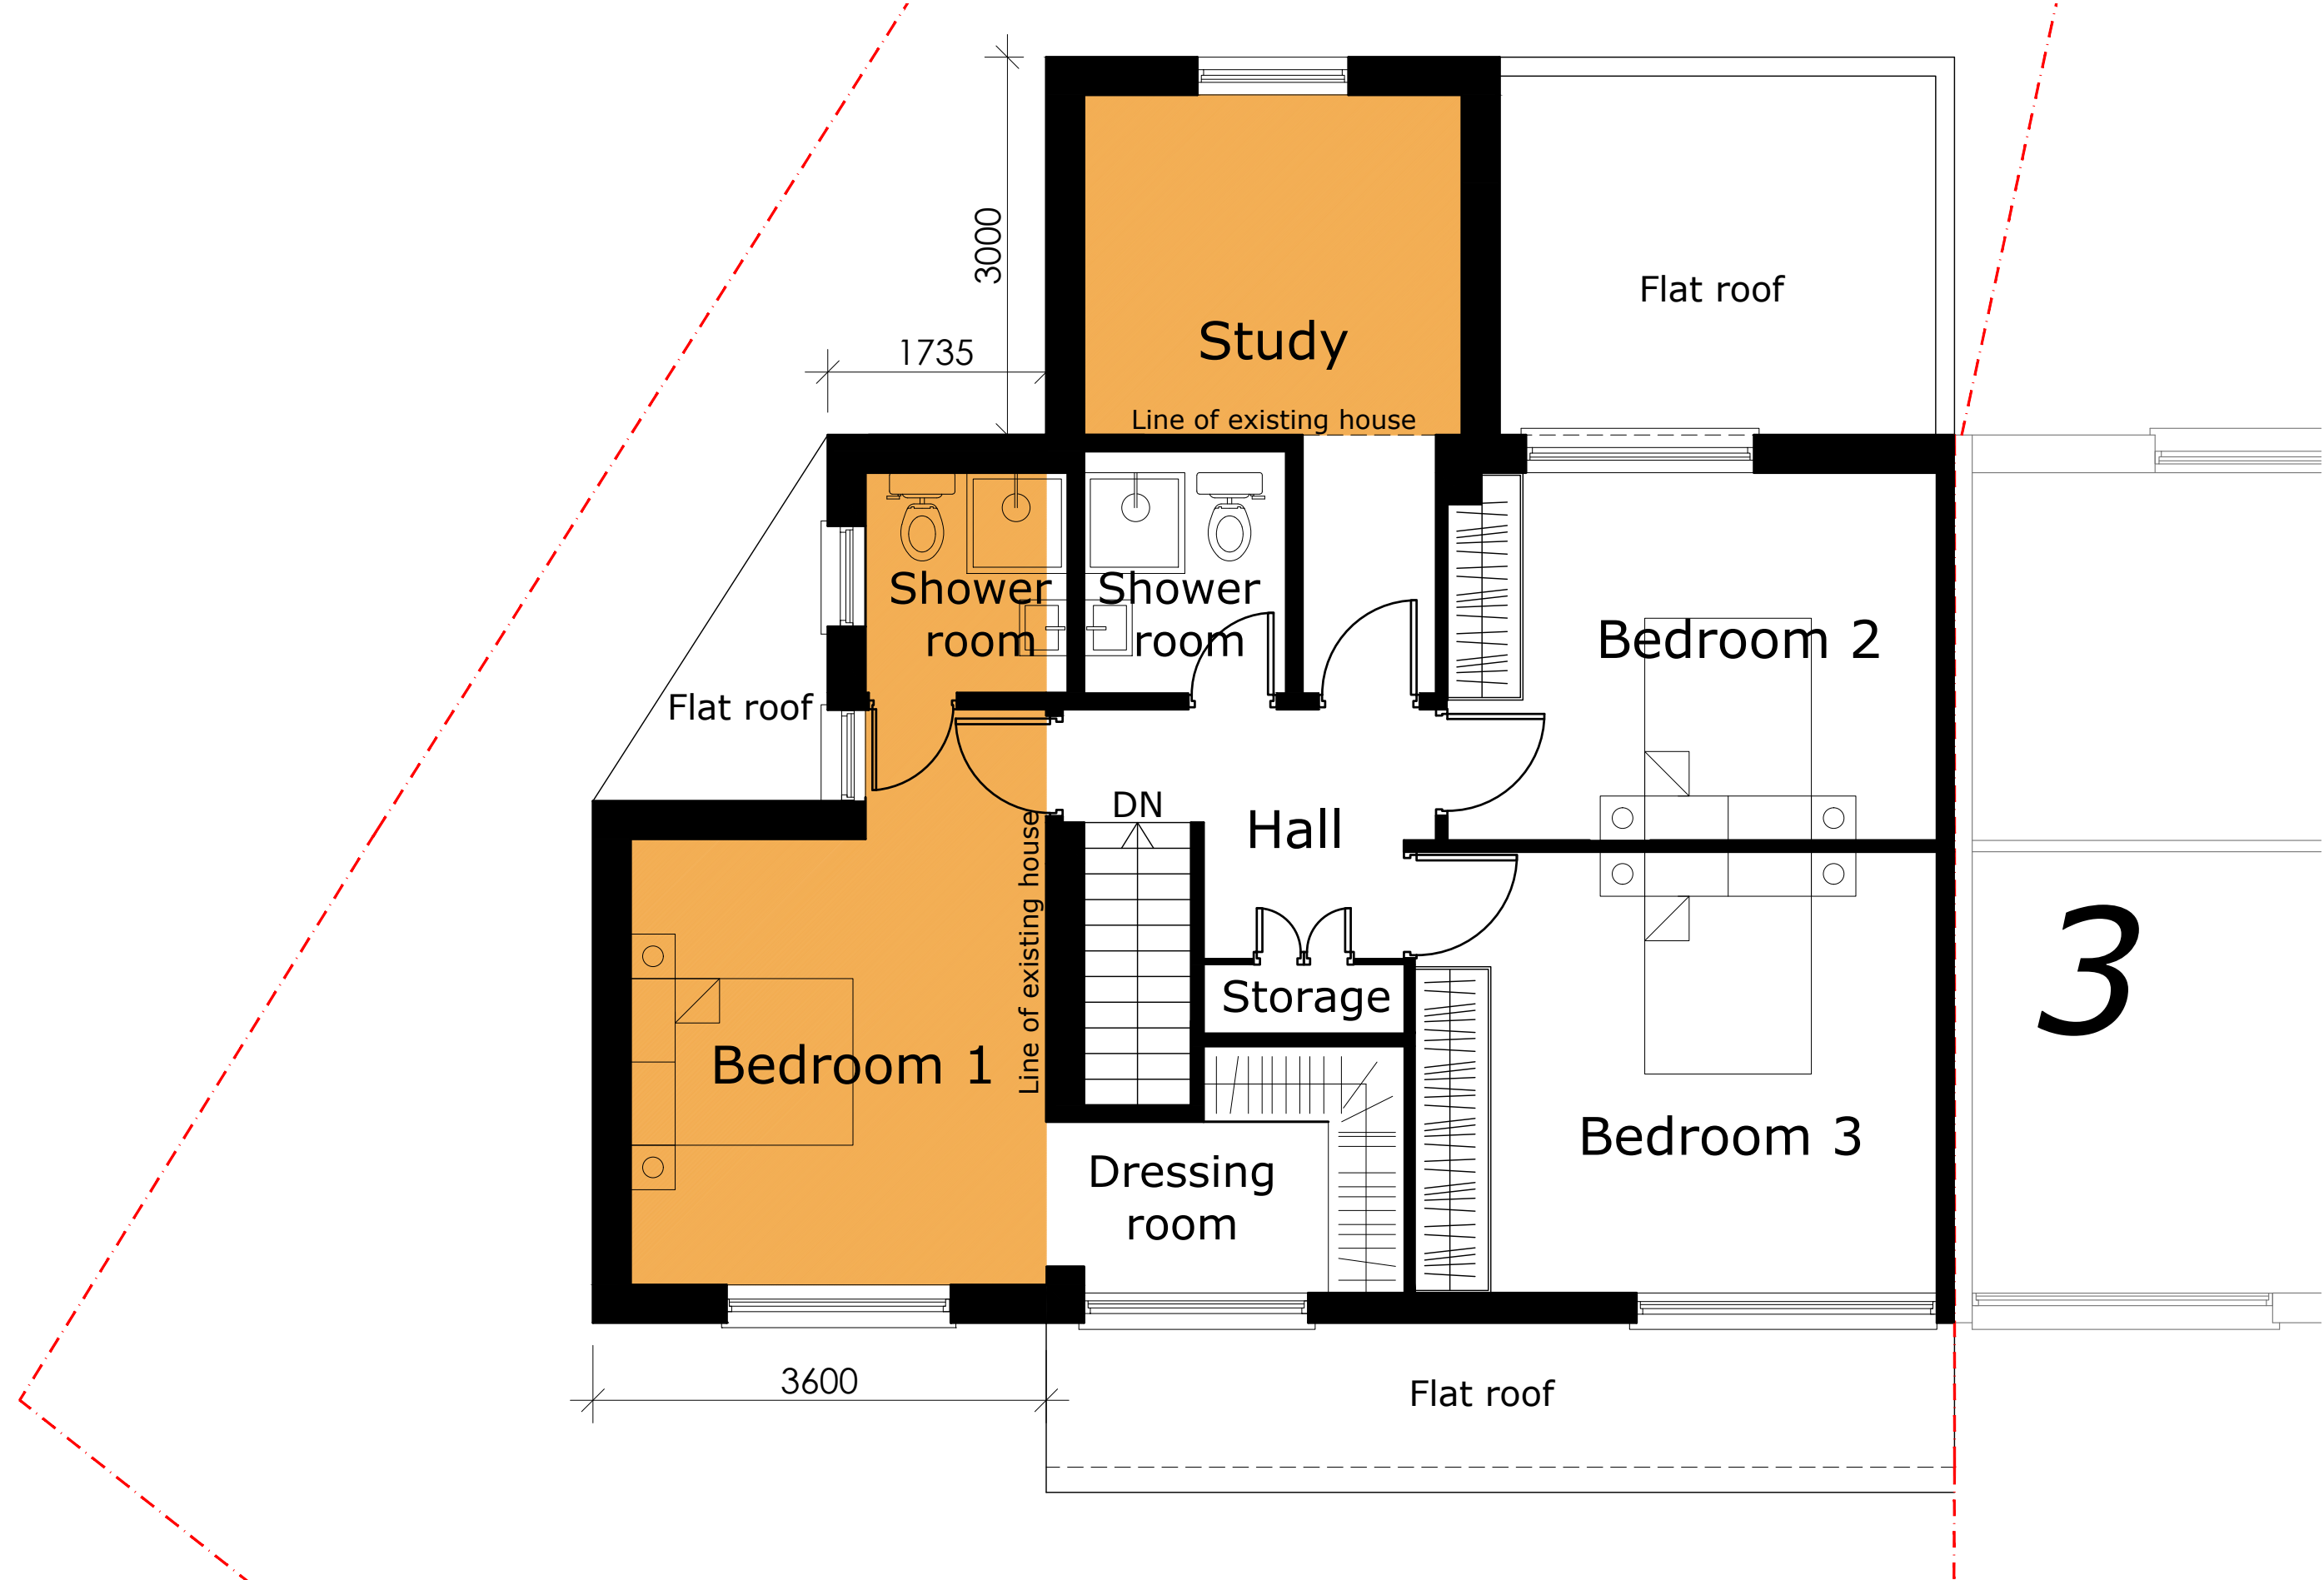 3000
Flat roof
Study
1735
Line of existing house
Shower
room
Shower
room
Bedroom 2
Flat roof
DN
Hall
Line of existing house
3
Storage
Bedroom 1
Bedroom 3
Dressing
room
3600
Flat roof